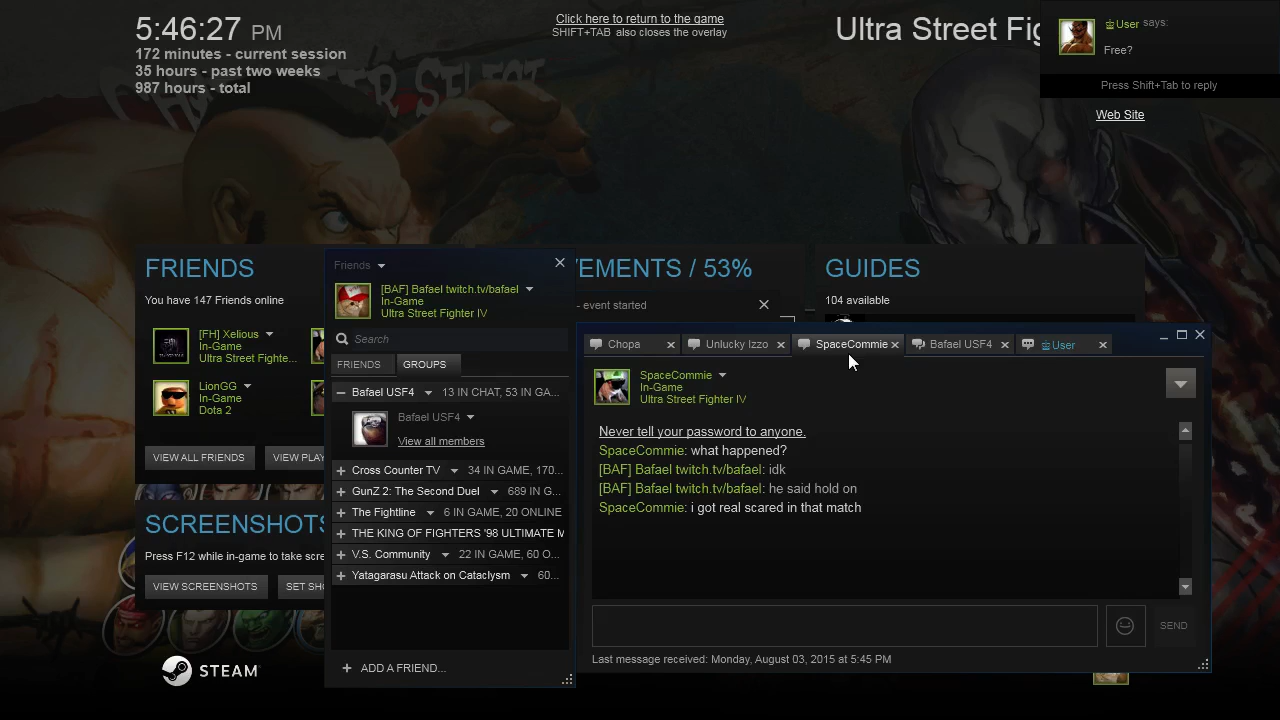 5:46:27 PM
172 minutes - current session
35 hours - past two weeks
987 hours - total
Click here to return to the game
SHIFT+TAB also closes the overlay
Ultra Street Fig
User says:
Free?
Press Shift+Tab to reply
Web Site
FRIENDS
You have 147 Friends online
[FH] Xelious
In-Game
Ultra Street Fighte...
LionGG
In-Game
Dota 2
VIEW ALL FRIENDS
VIEW PLAY
SCREENSHOTS
Press F12 while in-game to take scre
VIEW SCREENSHOTS
SET SH
STEAM
Friends
[BAF] Bafael twitch.tv/bafael
In-Game
Ultra Street Fighter IV
Search
FRIENDS
GROUPS
Bafael USF4 13 IN CHAT, 53 IN GA...
Bafael USF4
View all members
Cross Counter TV 34 IN GAME, 170...
GunZ 2: The Second Duel 689 IN G...
The Fightline 6 IN GAME, 20 ONLINE
THE KING OF FIGHTERS '98 ULTIMATE M
V.S. Community 22 IN GAME, 60 O...
Yatagarasu Attack on Cataclysm 60...
ADD A FRIEND...
VEMENTS / 53%
- event started
GUIDES
104 available
Chopa
Unlucky Izzo
SpaceCommie
Bafael USF4
User
SpaceCommie
In-Game
Ultra Street Fighter IV
Never tell your password to anyone.
SpaceCommie: what happened?
[BAF] Bafael twitch.tv/bafael: idk
[BAF] Bafael twitch.tv/bafael: he said hold on
SpaceCommie: i got real scared in that match
SEND
Last message received: Monday, August 03, 2015 at 5:45 PM